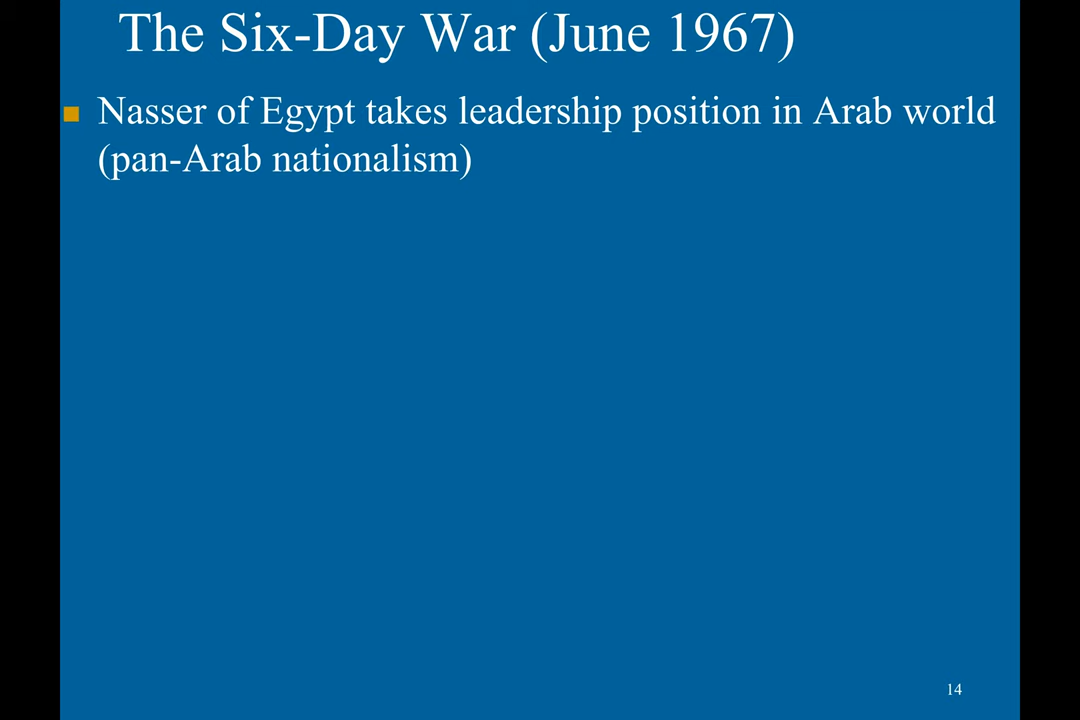 The Six-Day War (June 1967)
Nasser of Egypt takes leadership position in Arab world
(pan-Arab nationalism)
14